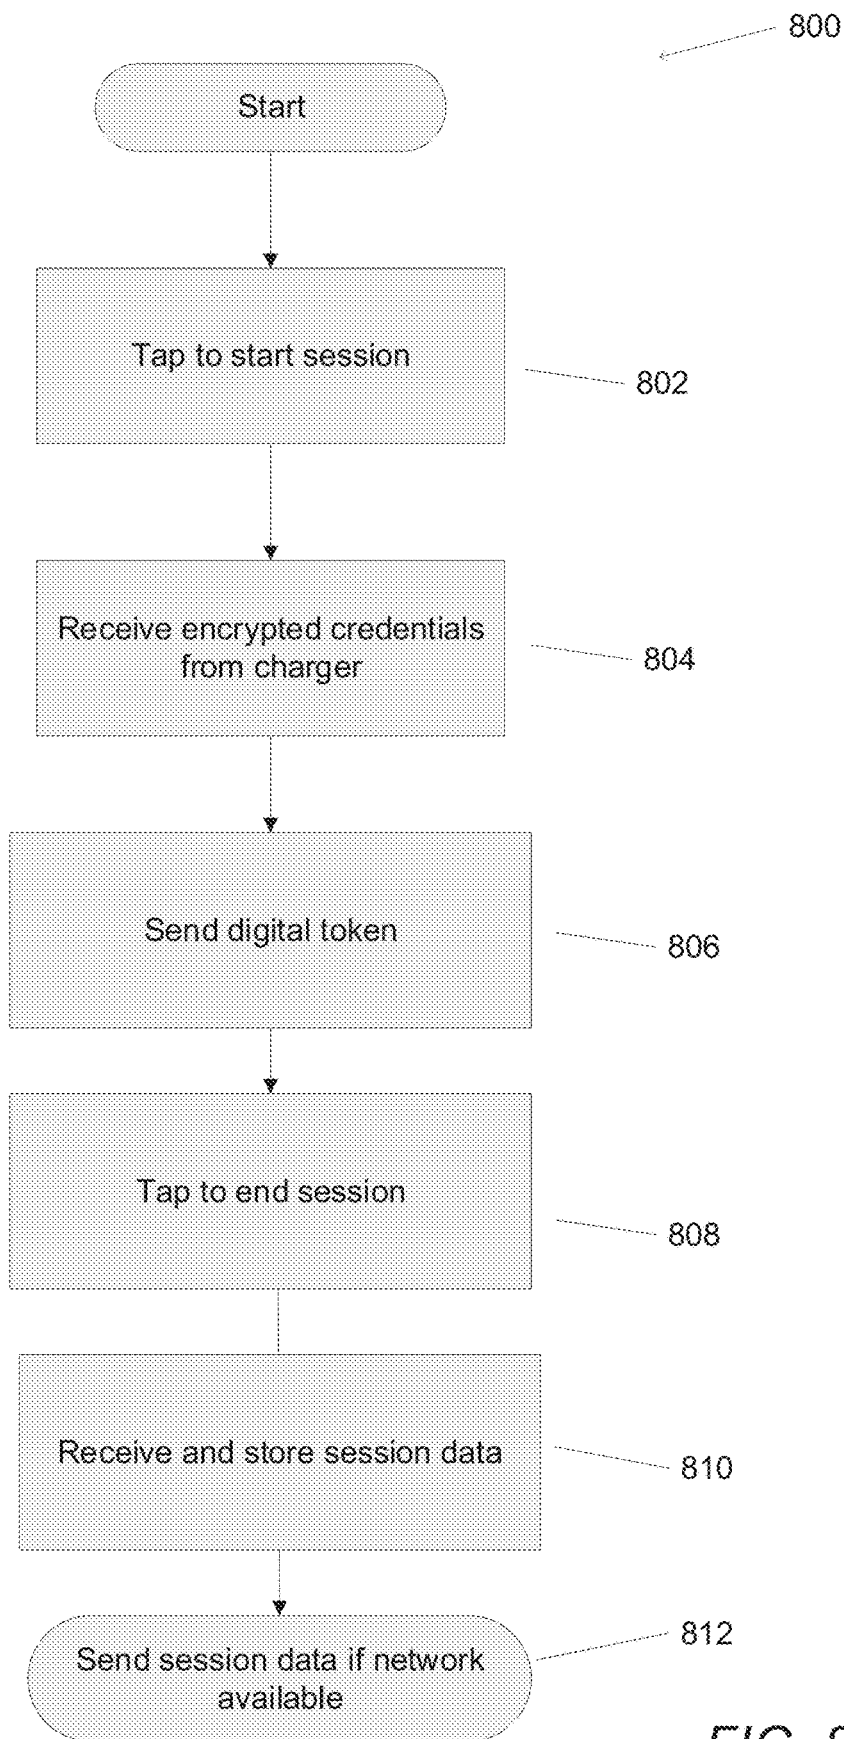 800
Start
Tap to start session
802
Receive encrypted credentials
from charger
804
Send digital token
806
Tap to end session
808
Receive and store session data
810
Send session data if network
available
812
FIG.